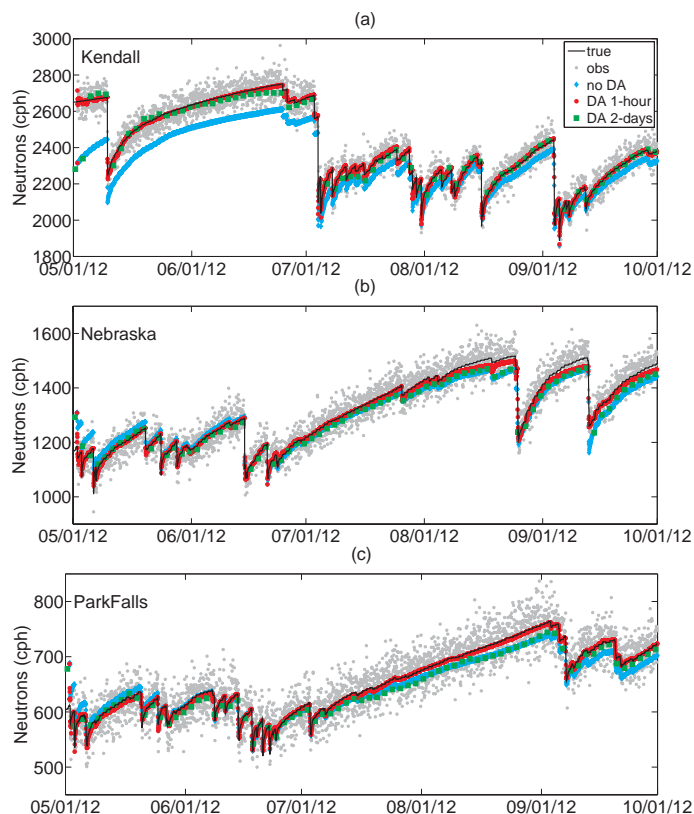 (a)
Kendall
Neutrons (cph)
3000
2800
2600
2400
2200
2000
1800
true
obs
no DA
DA 1-hour
DA 2-days
05/01/12 06/01/12 07/01/12 08/01/12 09/01/12 10/01/12
(b)
Nebraska
Neutrons (cph)
1600
1400
1200
1000
05/01/12 06/01/12 07/01/12 08/01/12 09/01/12 10/01/12
(c)
ParkFalls
Neutrons (cph)
800
700
600
500
05/01/12 06/01/12 07/01/12 08/01/12 09/01/12 10/01/12